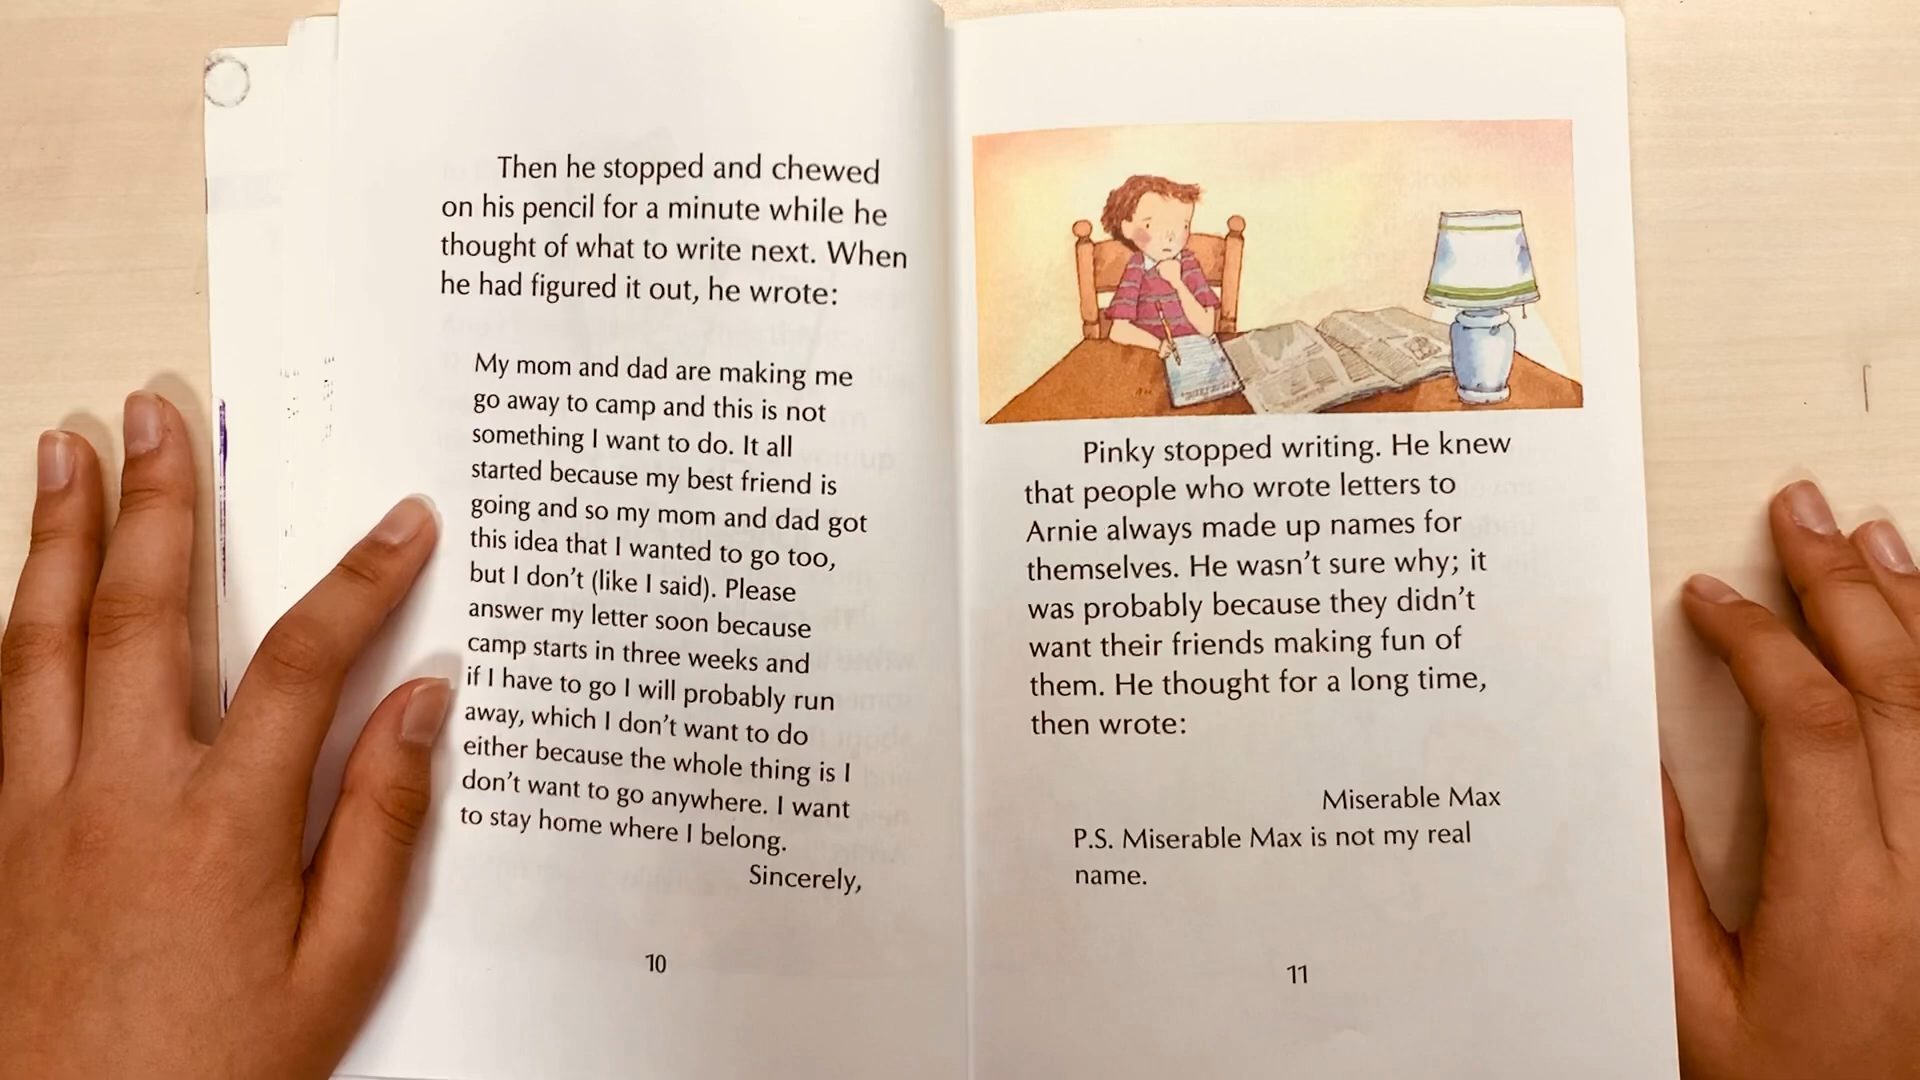 Then he stopped and chewed
on his pencil for a minute while he
thought of what to write next. When
he had figured it out, he wrote:
My mom and dad are making me
go away to camp and this is not
something I want to do. It all
started because my best friend is
going and so my mom and dad got
this idea that I wanted to go too,
but I don't (like I said). Please
answer my letter soon because
camp starts in three weeks and
if I have to go I will probably run
away, which I don't want to do
either because the whole thing is I
don't want to go anywhere. I want
to stay home where I belong.
Sincerely,
10
Pinky stopped writing. He knew
that people who wrote letters to
Arnie always made up names for
themselves. He wasn't sure why; it
was probably because they didn't
want their friends making fun of
them. He thought for a long time,
then wrote:
Miserable Max
P.S. Miserable Max is not my real
name.
11